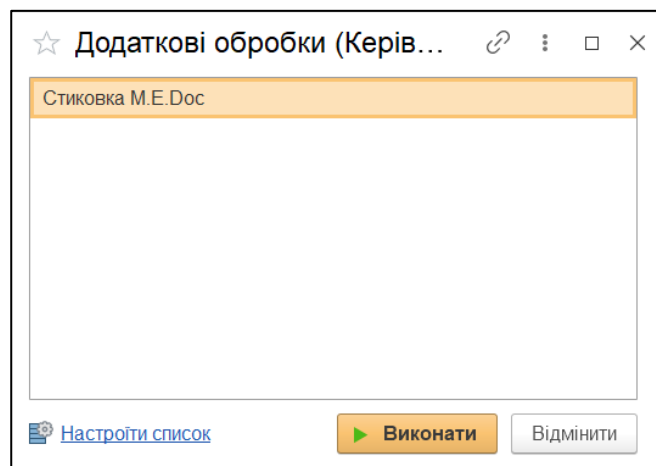 Додаткові обробки (Керів...
Стиковка M.E.Doc
Настроїти список
Виконати
Відмінити